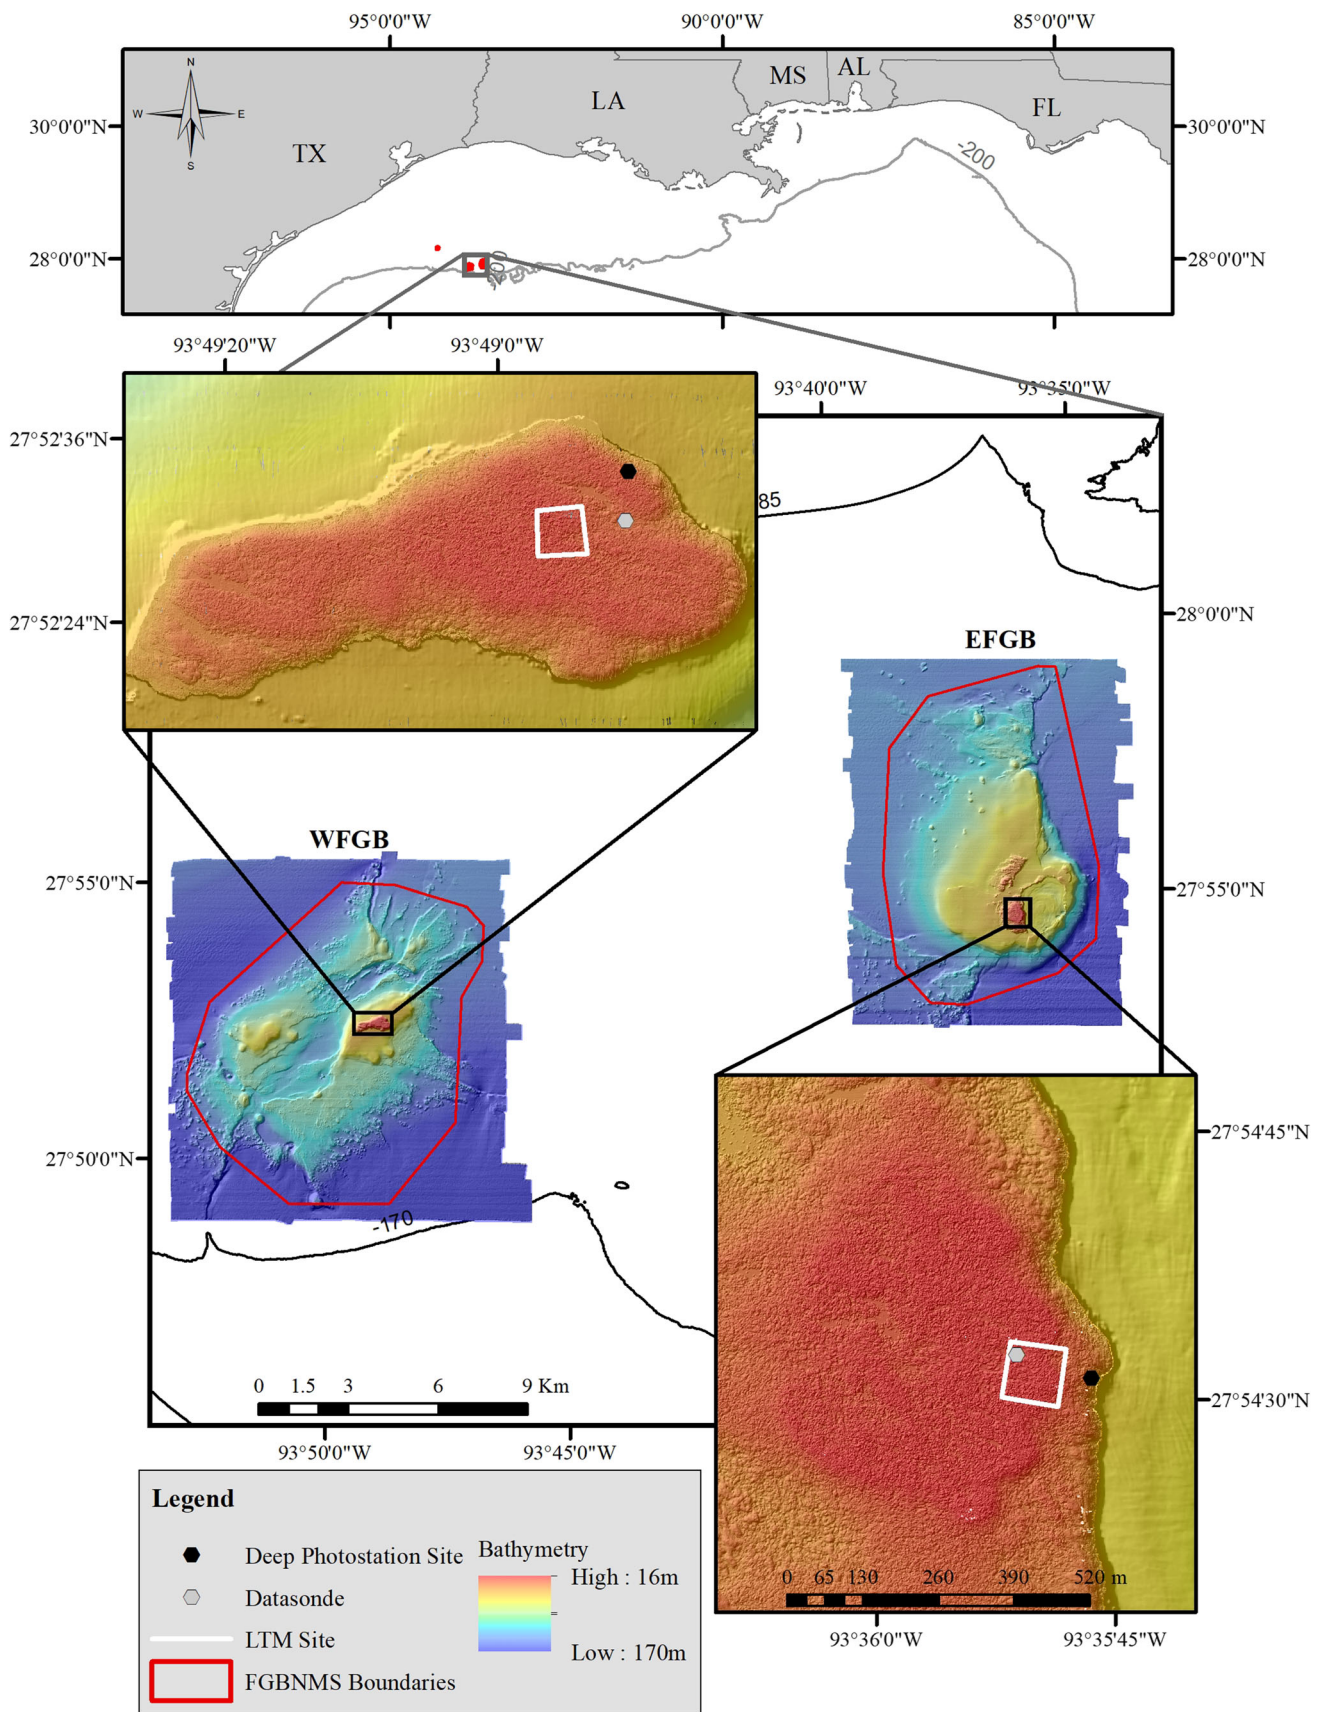 95°0'0"W 90°0'0"W 85°0'0"W
N
W E
S
MS AL
LA FL
TX
30°0'0"N 30°0'0"N
-200
28°0'0"N 28°0'0"N
93°49'20"W 93°49'0"W
93°40'0"W 93°35'0"W
27°52'36"N
85
27°52'24"N
28°0'0"N
EFGB
WFGB
27°55'0"N 27°55'0"N
27°50'0"N
-170
27°54'45"N
0 1.5 3 6 9 Km
27°54'30"N
93°50'0"W 93°45'0"W
0 65 130 260 390 520 m
93°36'0"W 93°35'45"W
Legend
Deep Photostation Site
Datasonde
LTM Site
FGBNMS Boundaries
Bathymetry
High : 16m
Low : 170m